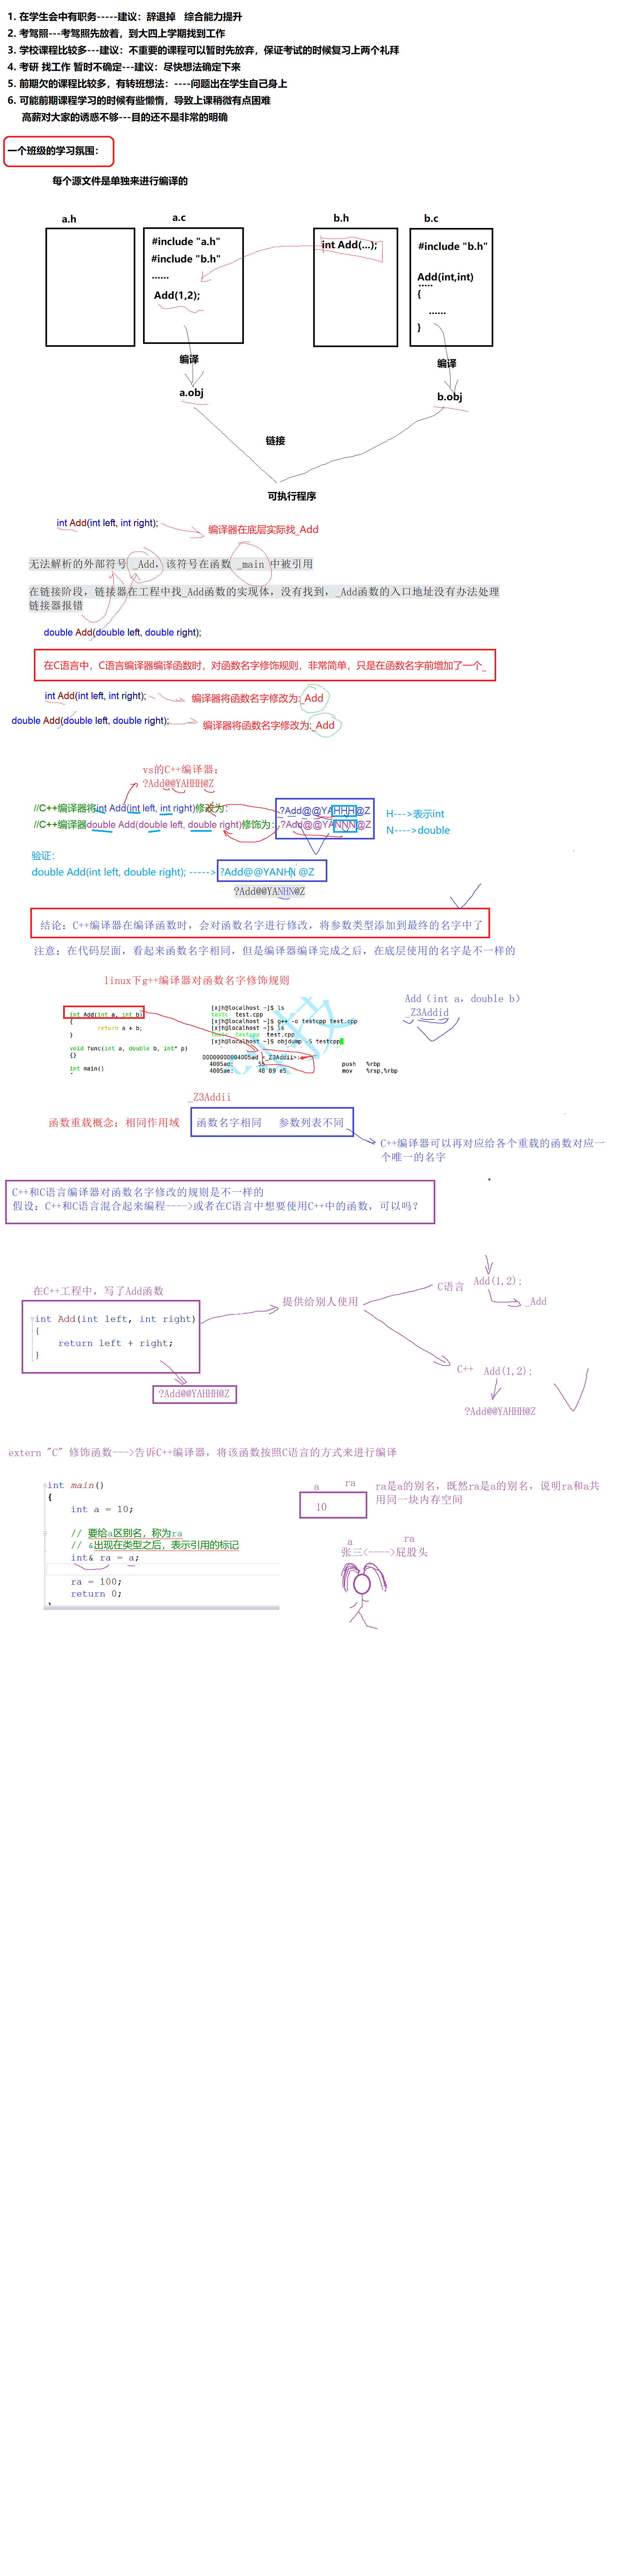 1. 在学生会中有职务-----建议：辞退掉 综合能力提升
2. 考驾照---考驾照先放着，到大四上学期找到工作
3. 学校课程比较多---建议：不重要的课程可以暂时先放弃，保证考试的时候复习上两个礼拜
4. 考研 找工作 暂时不确定---建议：尽快想法确定下来
5. 前期欠的课程比较多，有转班想法：----问题出在学生自己身上
6. 可能前期课程学习的时候有些懒惰，导致上课稍微有点困难
高薪对大家的诱惑不够---目的还不是非常的明确
一个班级的学习氛围：
每个源文件是单独来进行编译的
a.h
a.c
b.h
b.c
#include "a.h"
#include "b.h"
......
Add(1,2);
int Add(...);
#include "b.h"
Add(int,int)
.....
{
......
}
编译
编译
a.obj
b.obj
链接
可执行程序
int Add(int left, int right);
编译器在底层实际找_Add
无法解析的外部符号 _Add，该符号在函数 _main 中被引用
在链接阶段，链接器在工程中找_Add函数的实现体，没有找到，_Add函数的入口地址没有办法处理
链接器报错
double Add(double left, double right);
在C语言中，C语言编译器编译函数时，对函数名字修饰规则，非常简单，只是在函数名字前增加了一个_
int Add(int left, int right);
编译器将函数名字修改为:_Add
double Add(double left, double right);
编译器将函数名字修改为:_Add
vs的C++编译器：
?Add@@YAHHH@Z
//C++编译器将int Add(int left, int right)修改为：?Add@@YAHHH@Z
//C++编译器double Add(double left, double right)修饰为：?Add@@YANNN@Z
H--->表示int
N---->double
验证：
double Add(int left, double right); ----->?Add@@YANHN @Z
?Add@@YANHN@Z
结论：C++编译器在编译函数时，会对函数名字进行修改，将参数类型添加到最终的名字中了
注意：在代码层面，看起来函数名字相同，但是编译器编译完成之后，在底层使用的名字是不一样的
linux下g++编译器对函数名字修饰规则
int Add(int a, int b)
{
return a + b;
}
void func(int a, double b, int* p)
{}
int main()
[xjh@localhost ~]$ ls
tests test.cpp
[xjh@localhost ~]$ g++ -o testcpp test.cpp
[xjh@localhost ~]$ ls
tests testcpp test.cpp
[xjh@localhost ~]$ objdump -S testcpp
00000000004005ad <_Z3Addii>:
4005ad: 55 push %rbp
4005ae: 48 89 e5 mov %rsp,%rbp
Add（int a，double b）
_Z3Addid
_Z3Addii
函数重载概念：相同作用域 函数名字相同 参数列表不同
C++编译器可以再对应给各个重载的函数对应一
个唯一的名字
C++和C语言编译器对函数名字修改的规则是不一样的
假设：C++和C语言混合起来编程---->或者在C语言中想要使用C++中的函数，可以吗？
在C++工程中，写了Add函数
int Add(int left, int right)
{
return left + right;
}
?Add@@YAHHH@Z
提供给别人使用
C语言 Add(1,2);
_Add
C++ Add(1,2);
?Add@@YAHHH@Z
extern "C" 修饰函数--->告诉C++编译器，将该函数按照C语言的方式来进行编译
int main()
{
int a = 10;
// 要给a区别名，称为ra
// &出现在类型之后，表示引用的标记
int& ra = a;
ra = 100;
return 0;
a ra
10
ra是a的别名，既然ra是a的别名，说明ra和a共
用同一块内存空间
a ra
张三<---->屁股头